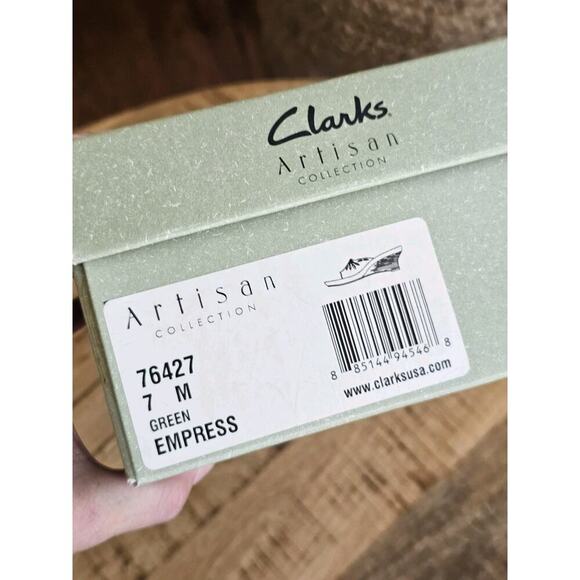 Clarks
Artisan
COLLECTION
Artisan
COLLECTION
76427
7 M
GREEN
EMPRESS
8 85144 94546 8
www.clarksusa.com